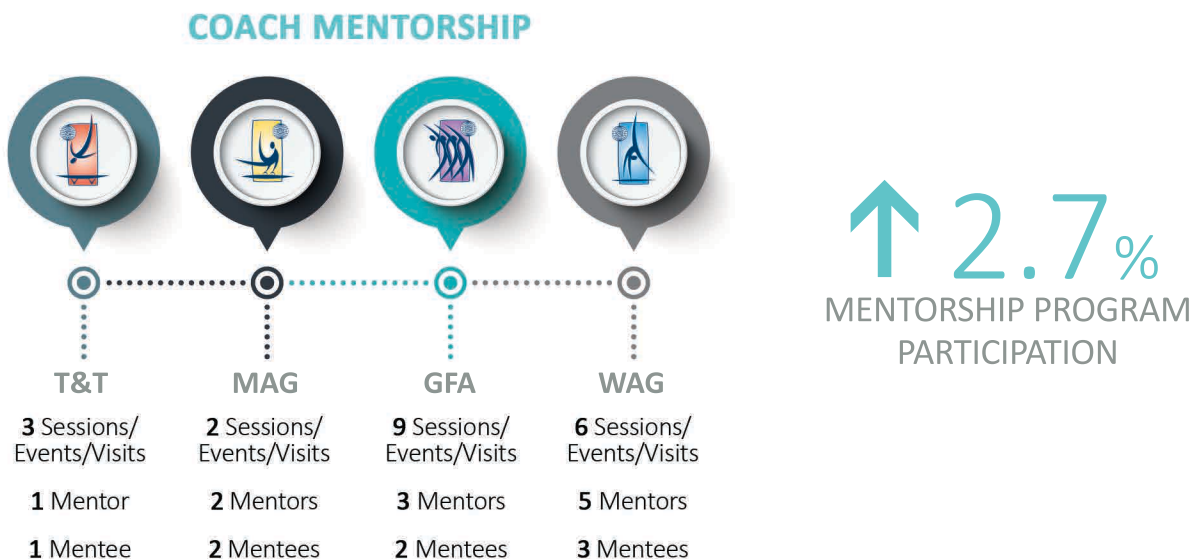 COACH MENTORSHIP
T&T
3 Sessions/
Events/Visits
1 Mentor
1 Mentee
MAG
2 Sessions/
Events/Visits
2 Mentors
2 Mentees
GFA
9 Sessions/
Events/Visits
3 Mentors
2 Mentees
WAG
6 Sessions/
Events/Visits
5 Mentors
3 Mentees
↑ 2.7%
MENTORSHIP PROGRAM
PARTICIPATION